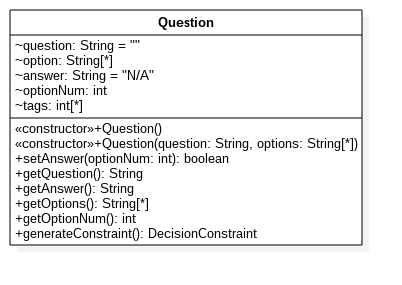 Question
~question: String = ""
~option: String[*]
~answer: String = "N/A"
~optionNum: int
~tags: int[*]
«constructor»+Question()
«constructor»+Question(question: String, options: String[*])
+setAnswer(optionNum: int): boolean
+getQuestion(): String
+getAnswer(): String
+getOptions(): String[*]
+getOptionNum(): int
+generateConstraint(): DecisionConstraint